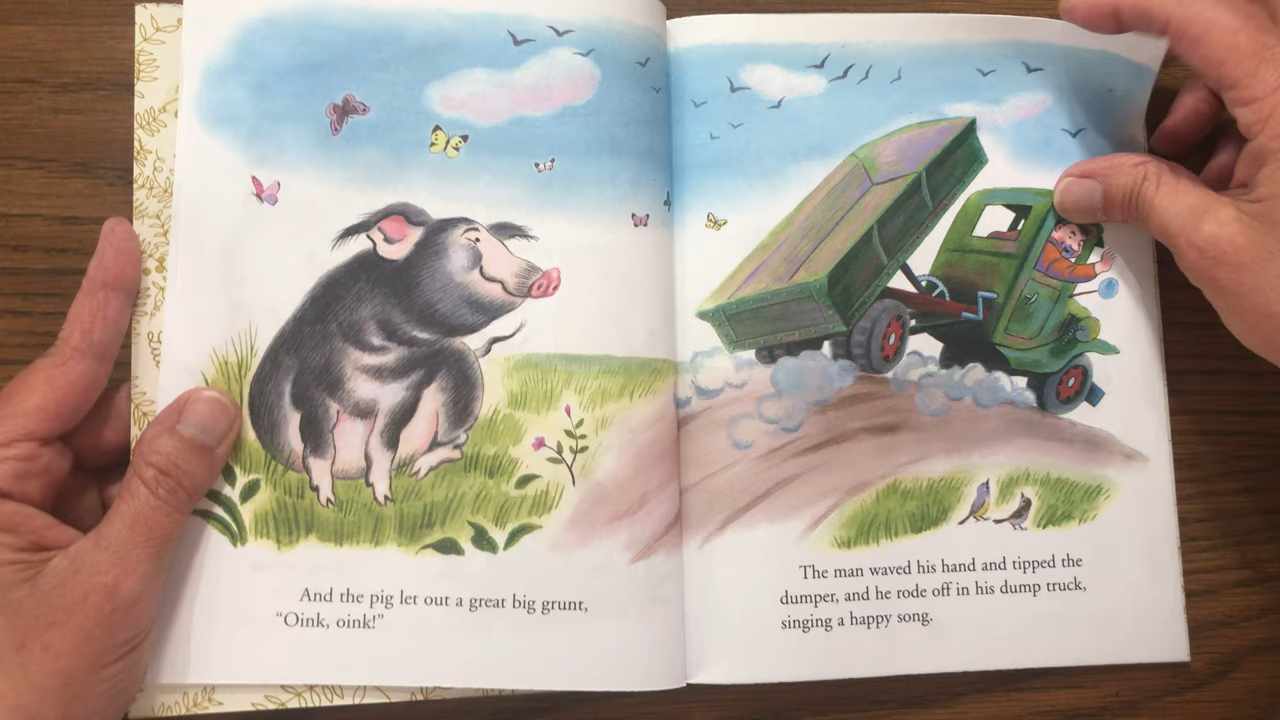 And the pig let out a great big grunt,
“Oink, oink!”
The man waved his hand and tipped the
dumper, and he rode off in his dump truck,
singing a happy song.